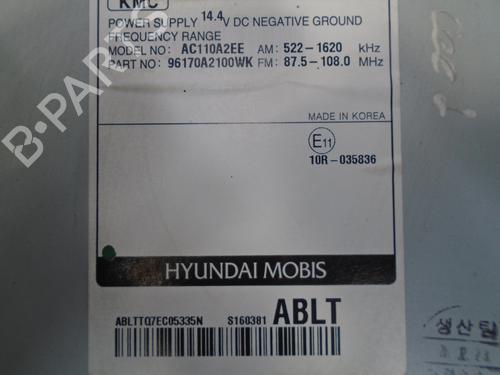 KMC
POWER SUPPLY 14.4V DC NEGATIVE GROUND
FREQUENCY RANGE
MODEL NO: AC110A2EE AM: 522-1620 kHz
PART NO: 96170A2100WK FM: 87.5-108.0 MHz
MADE IN KOREA
E11
10R-035836
HYUNDAI MOBIS
ABLTTQ7EC05335N S160381 ABLT
생산팀
B-PARTS